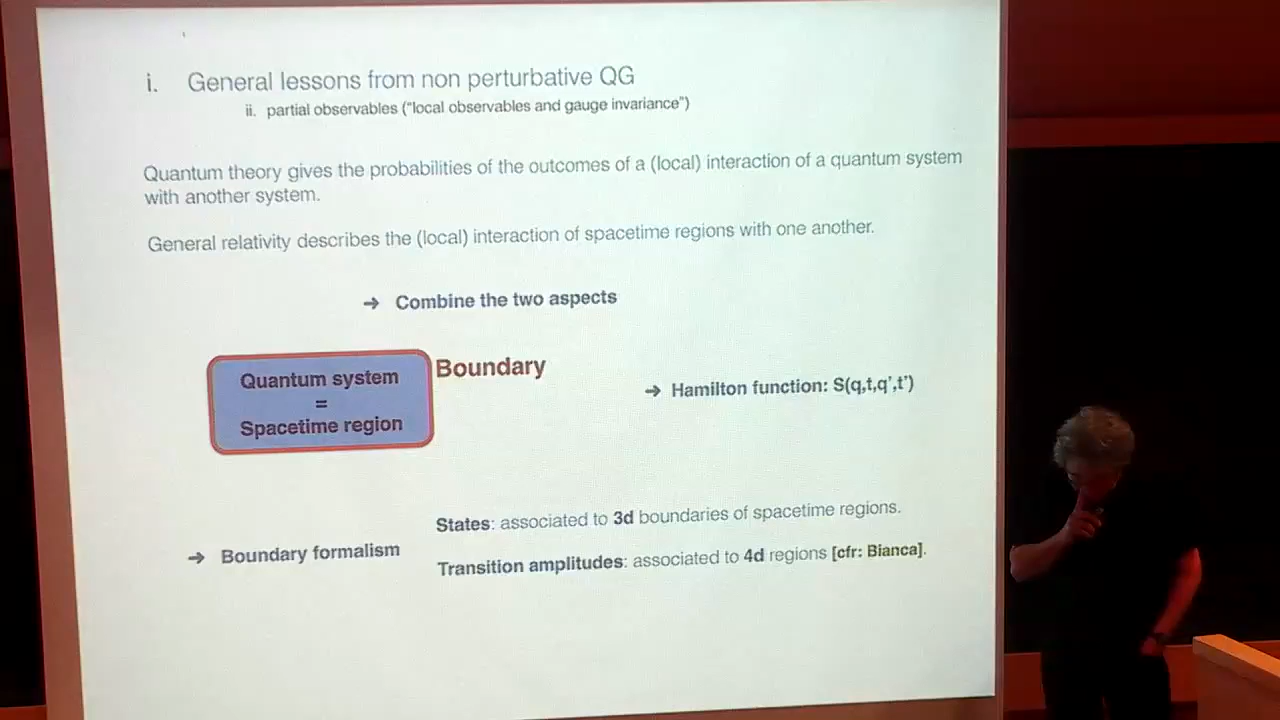 i. General lessons from non perturbative QG
ii. partial observables ("local observables and gauge invariance")
Quantum theory gives the probabilities of the outcomes of a (local) interaction of a quantum system
with another system.
General relativity describes the (local) interaction of spacetime regions with one another.
→ Combine the two aspects
Boundary
Quantum system
=
Spacetime region
→ Hamilton function: S(q,t,q',t')
→ Boundary formalism
States: associated to 3d boundaries of spacetime regions.
Transition amplitudes: associated to 4d regions [cfr: Bianca].